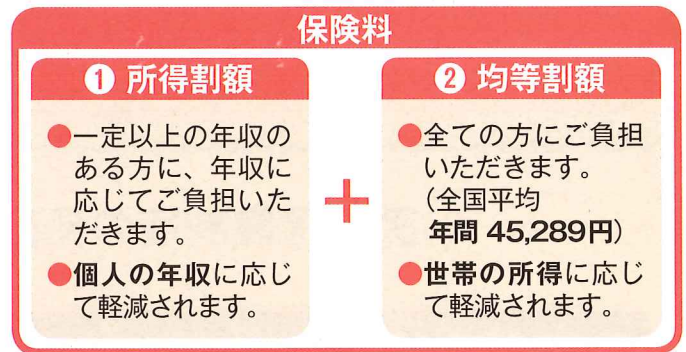 保険料
❶ 所得割額
●一定以上の年収の
ある方に、年収に
応じてご負担いた
だきます。
●個人の年収に応じ
て軽減されます。
＋
❷ 均等割額
●全ての方にご負担
いただきます。
（全国平均
年間 45,289円）
●世帯の所得に応じ
て軽減されます。